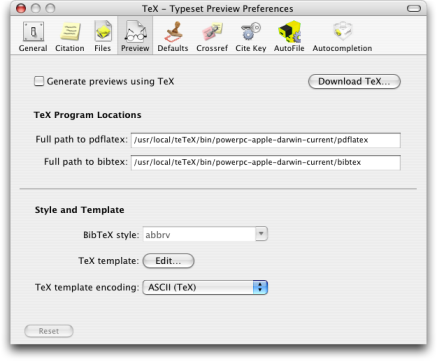 TeX – Typeset Preview Preferences
General Citation Files Preview Defaults Crossref Cite Key AutoFile Autocompletion
Generate previews using TeX Download TeX...
TeX Program Locations
Full path to pdflatex: /usr/local/teTeX/bin/powerpc-apple-darwin-current/pdflatex
Full path to bibtex: /usr/local/teTeX/bin/powerpc-apple-darwin-current/bibtex
Style and Template
BibTeX style: abbrv
TeX template: Edit...
TeX template encoding: ASCII (TeX)
Reset